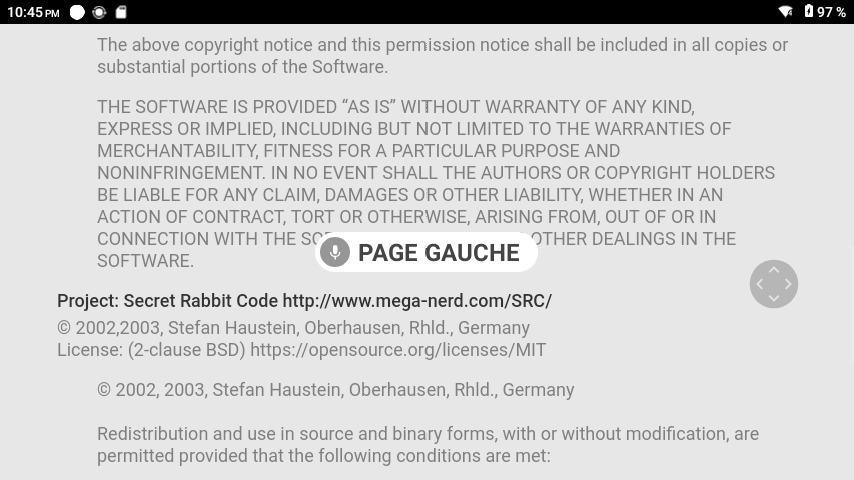 10:45 PM
97 %
The above copyright notice and this permission notice shall be included in all copies or
substantial portions of the Software.
THE SOFTWARE IS PROVIDED “AS IS” WITHOUT WARRANTY OF ANY KIND,
EXPRESS OR IMPLIED, INCLUDING BUT NOT LIMITED TO THE WARRANTIES OF
MERCHANTABILITY, FITNESS FOR A PARTICULAR PURPOSE AND
NONINFRINGEMENT. IN NO EVENT SHALL THE AUTHORS OR COPYRIGHT HOLDERS
BE LIABLE FOR ANY CLAIM, DAMAGES OR OTHER LIABILITY, WHETHER IN AN
ACTION OF CONTRACT, TORT OR OTHERWISE, ARISING FROM, OUT OF OR IN
CONNECTION WITH THE OTHER DEALINGS IN THE
PAGE GAUCHE
SOFTWARE.
Project: Secret Rabbit Code http://www.mega-nerd.com/SRC/
© 2002,2003, Stefan Haustein, Oberhausen, Rhld., Germany
License: (2-clause BSD) https://opensource.org/licenses/MIT
© 2002, 2003, Stefan Haustein, Oberhausen, Rhld., Germany
Redistribution and use in source and binary forms, with or without modification, are
permitted provided that the following conditions are met: